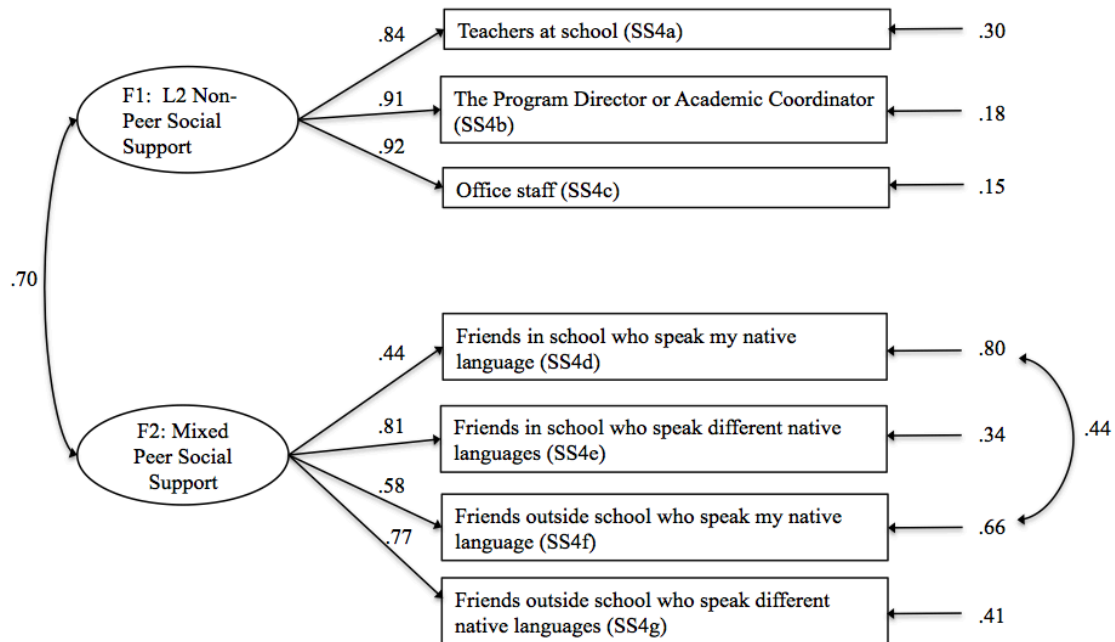 .84
Teachers at school (SS4a)
.30
F1:  L2 Non-
Peer Social
Support
.91
The Program Director or Academic Coordinator
(SS4b)
.18
.92
Office staff (SS4c)
.15
.70
F2: Mixed
Peer Social
Support
.44
Friends in school who speak my native
language (SS4d)
.80
.81
Friends in school who speak different native
languages (SS4e)
.34
.44
.58
Friends outside school who speak my native
language (SS4f)
.66
.77
Friends outside school who speak different
native languages (SS4g)
.41